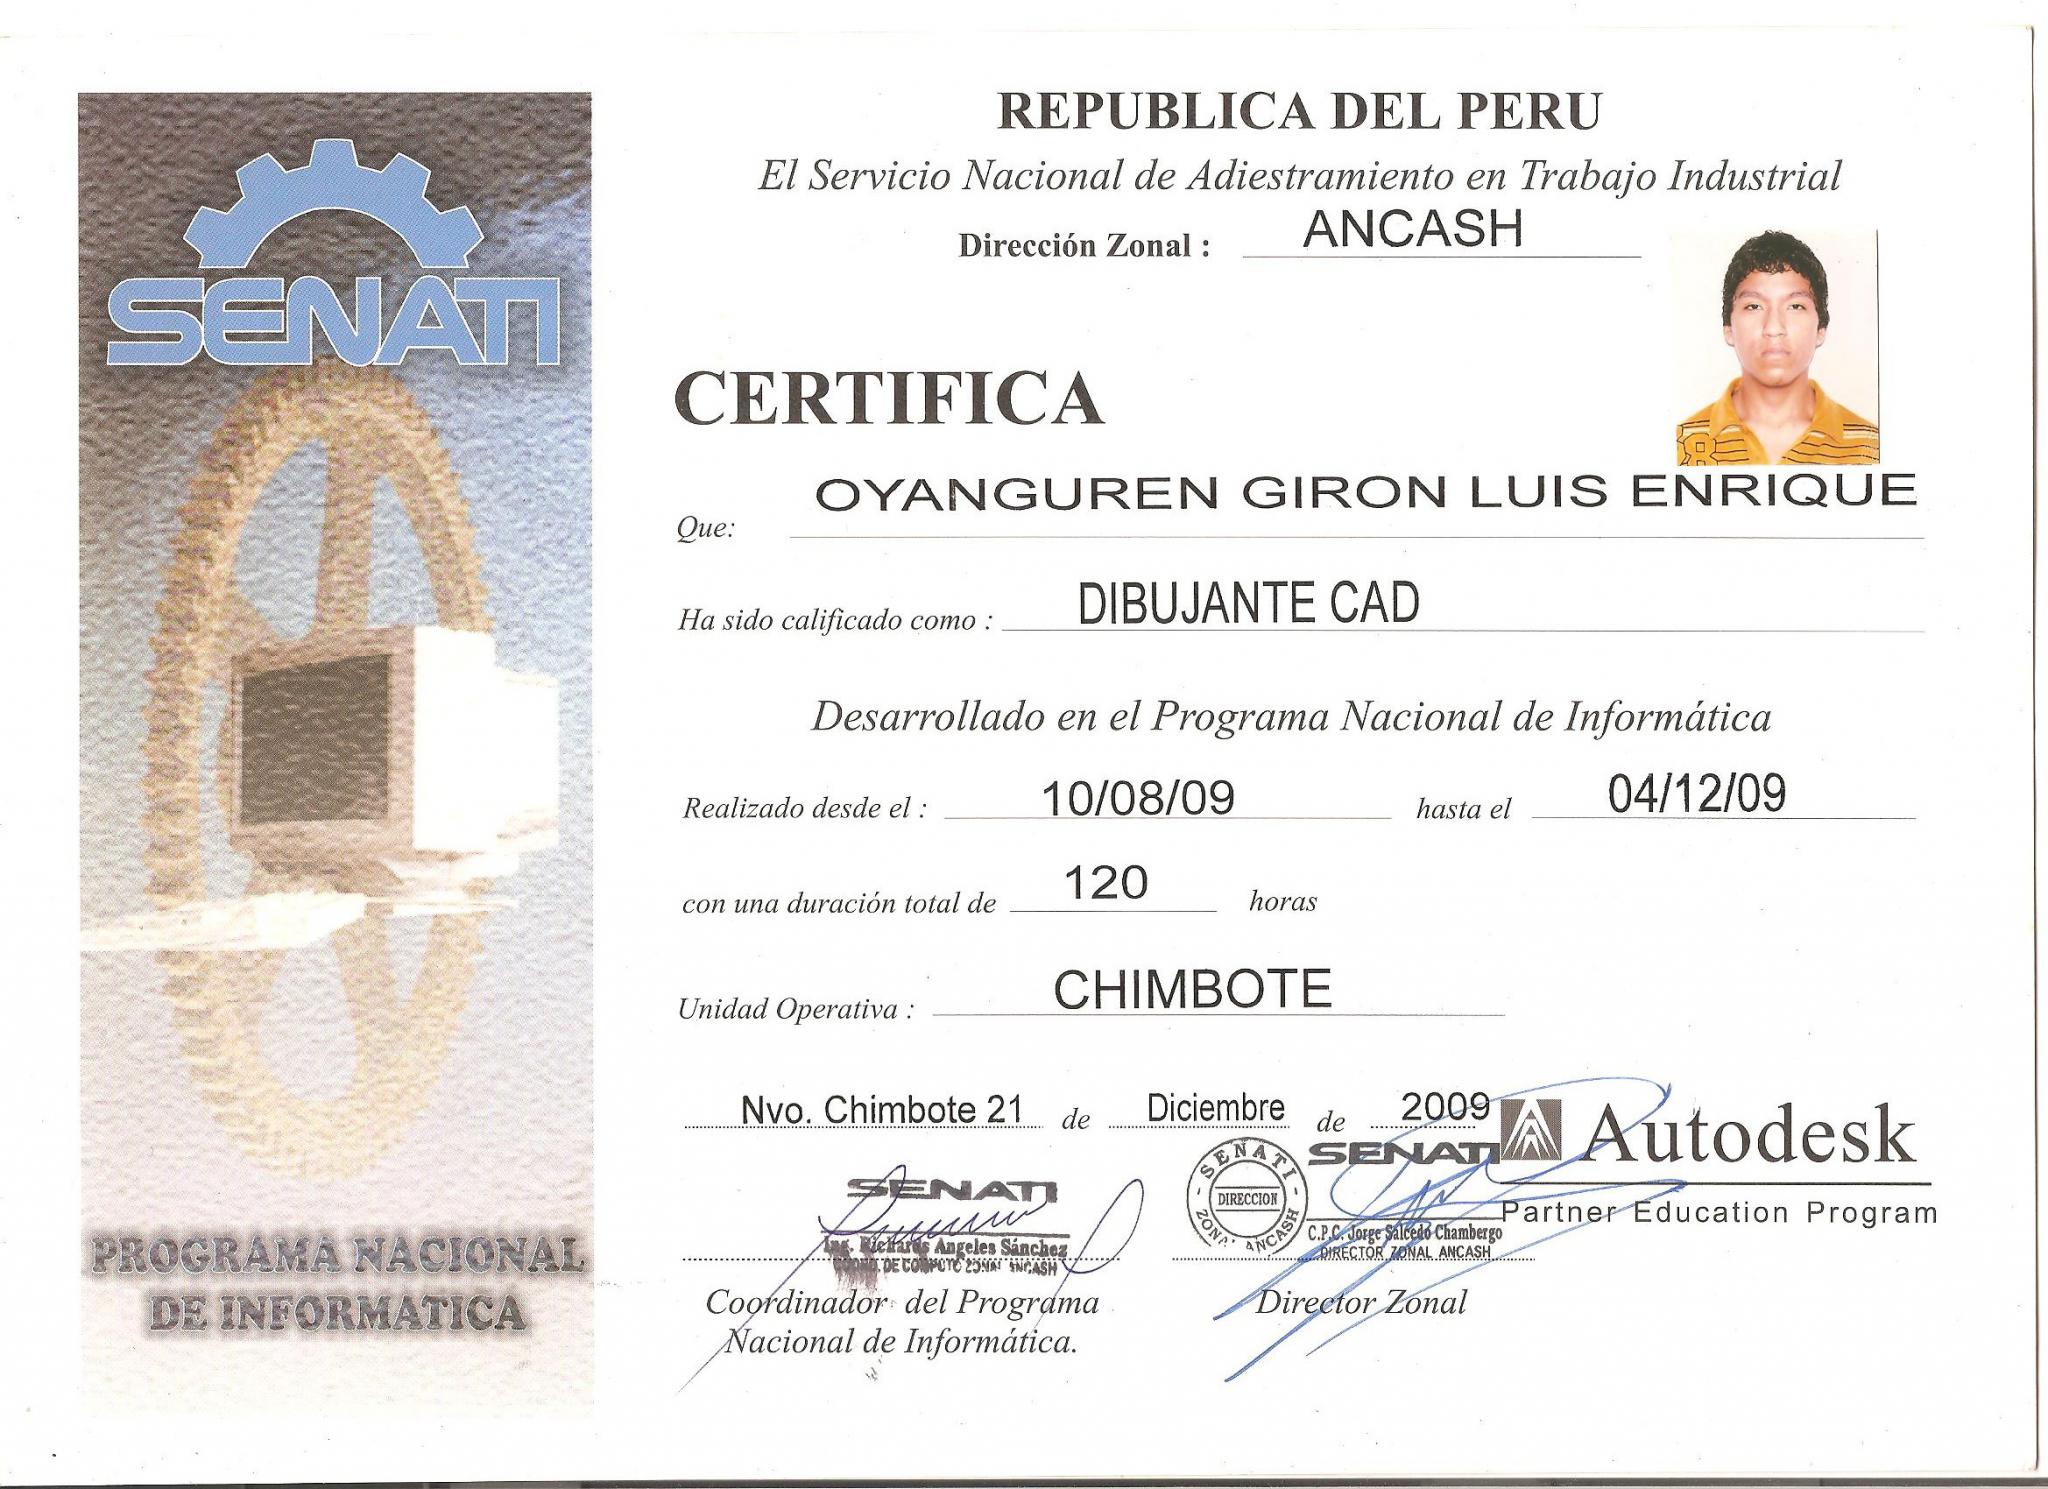 SENATI
PROGRAMA NACIONAL
DE INFORMATICA
REPUBLICA DEL PERU
El Servicio Nacional de Adiestramiento en Trabajo Industrial
Dirección Zonal : ANCASH
CERTIFICA
Que: OYANGUREN GIRON LUIS ENRIQUE
Ha sido calificado como : DIBUJANTE CAD
Desarrollado en el Programa Nacional de Informática
Realizado desde el : 10/08/09 hasta el 04/12/09
con una duración total de 120 horas
Unidad Operativa : CHIMBOTE
Nvo. Chimbote 21 de Diciembre de 2009
SENATI
Ing. Richards Angeles Sánchez
COORD. DE COMPUTO ZONAL ANCASH
Coordinador del Programa
Nacional de Informática.
SENATI
DIRECCION
ZONAL ANCASH
SENATI
C.P.C. Jorge Salcedo Chambergo
DIRECTOR ZONAL ANCASH
Director Zonal
Autodesk
Partner Education Program
8